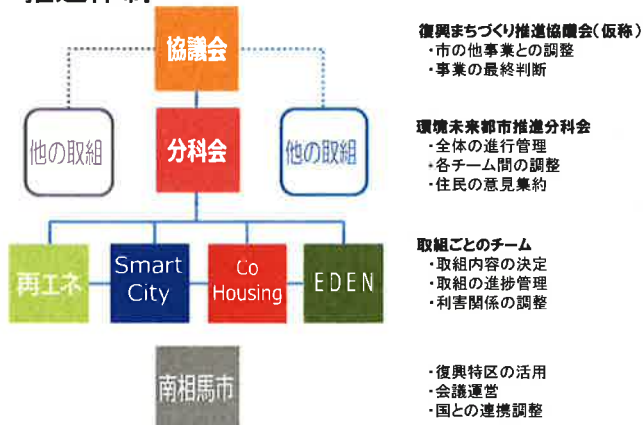 協議会
他の取組
分科会
他の取組
再エネ
Smart
City
Co
Housing
EDEN
南相馬市
復興まちづくり推進協議会(仮称)
・市の他事業との調整
・事業の最終判断
環境未来都市推進分科会
・全体の進行管理
・各チーム間の調整
・住民の意見集約
取組ごとのチーム
・取組内容の決定
・取組の進捗管理
・利害関係の調整
・復興特区の活用
・会議運営
・国との連携調整